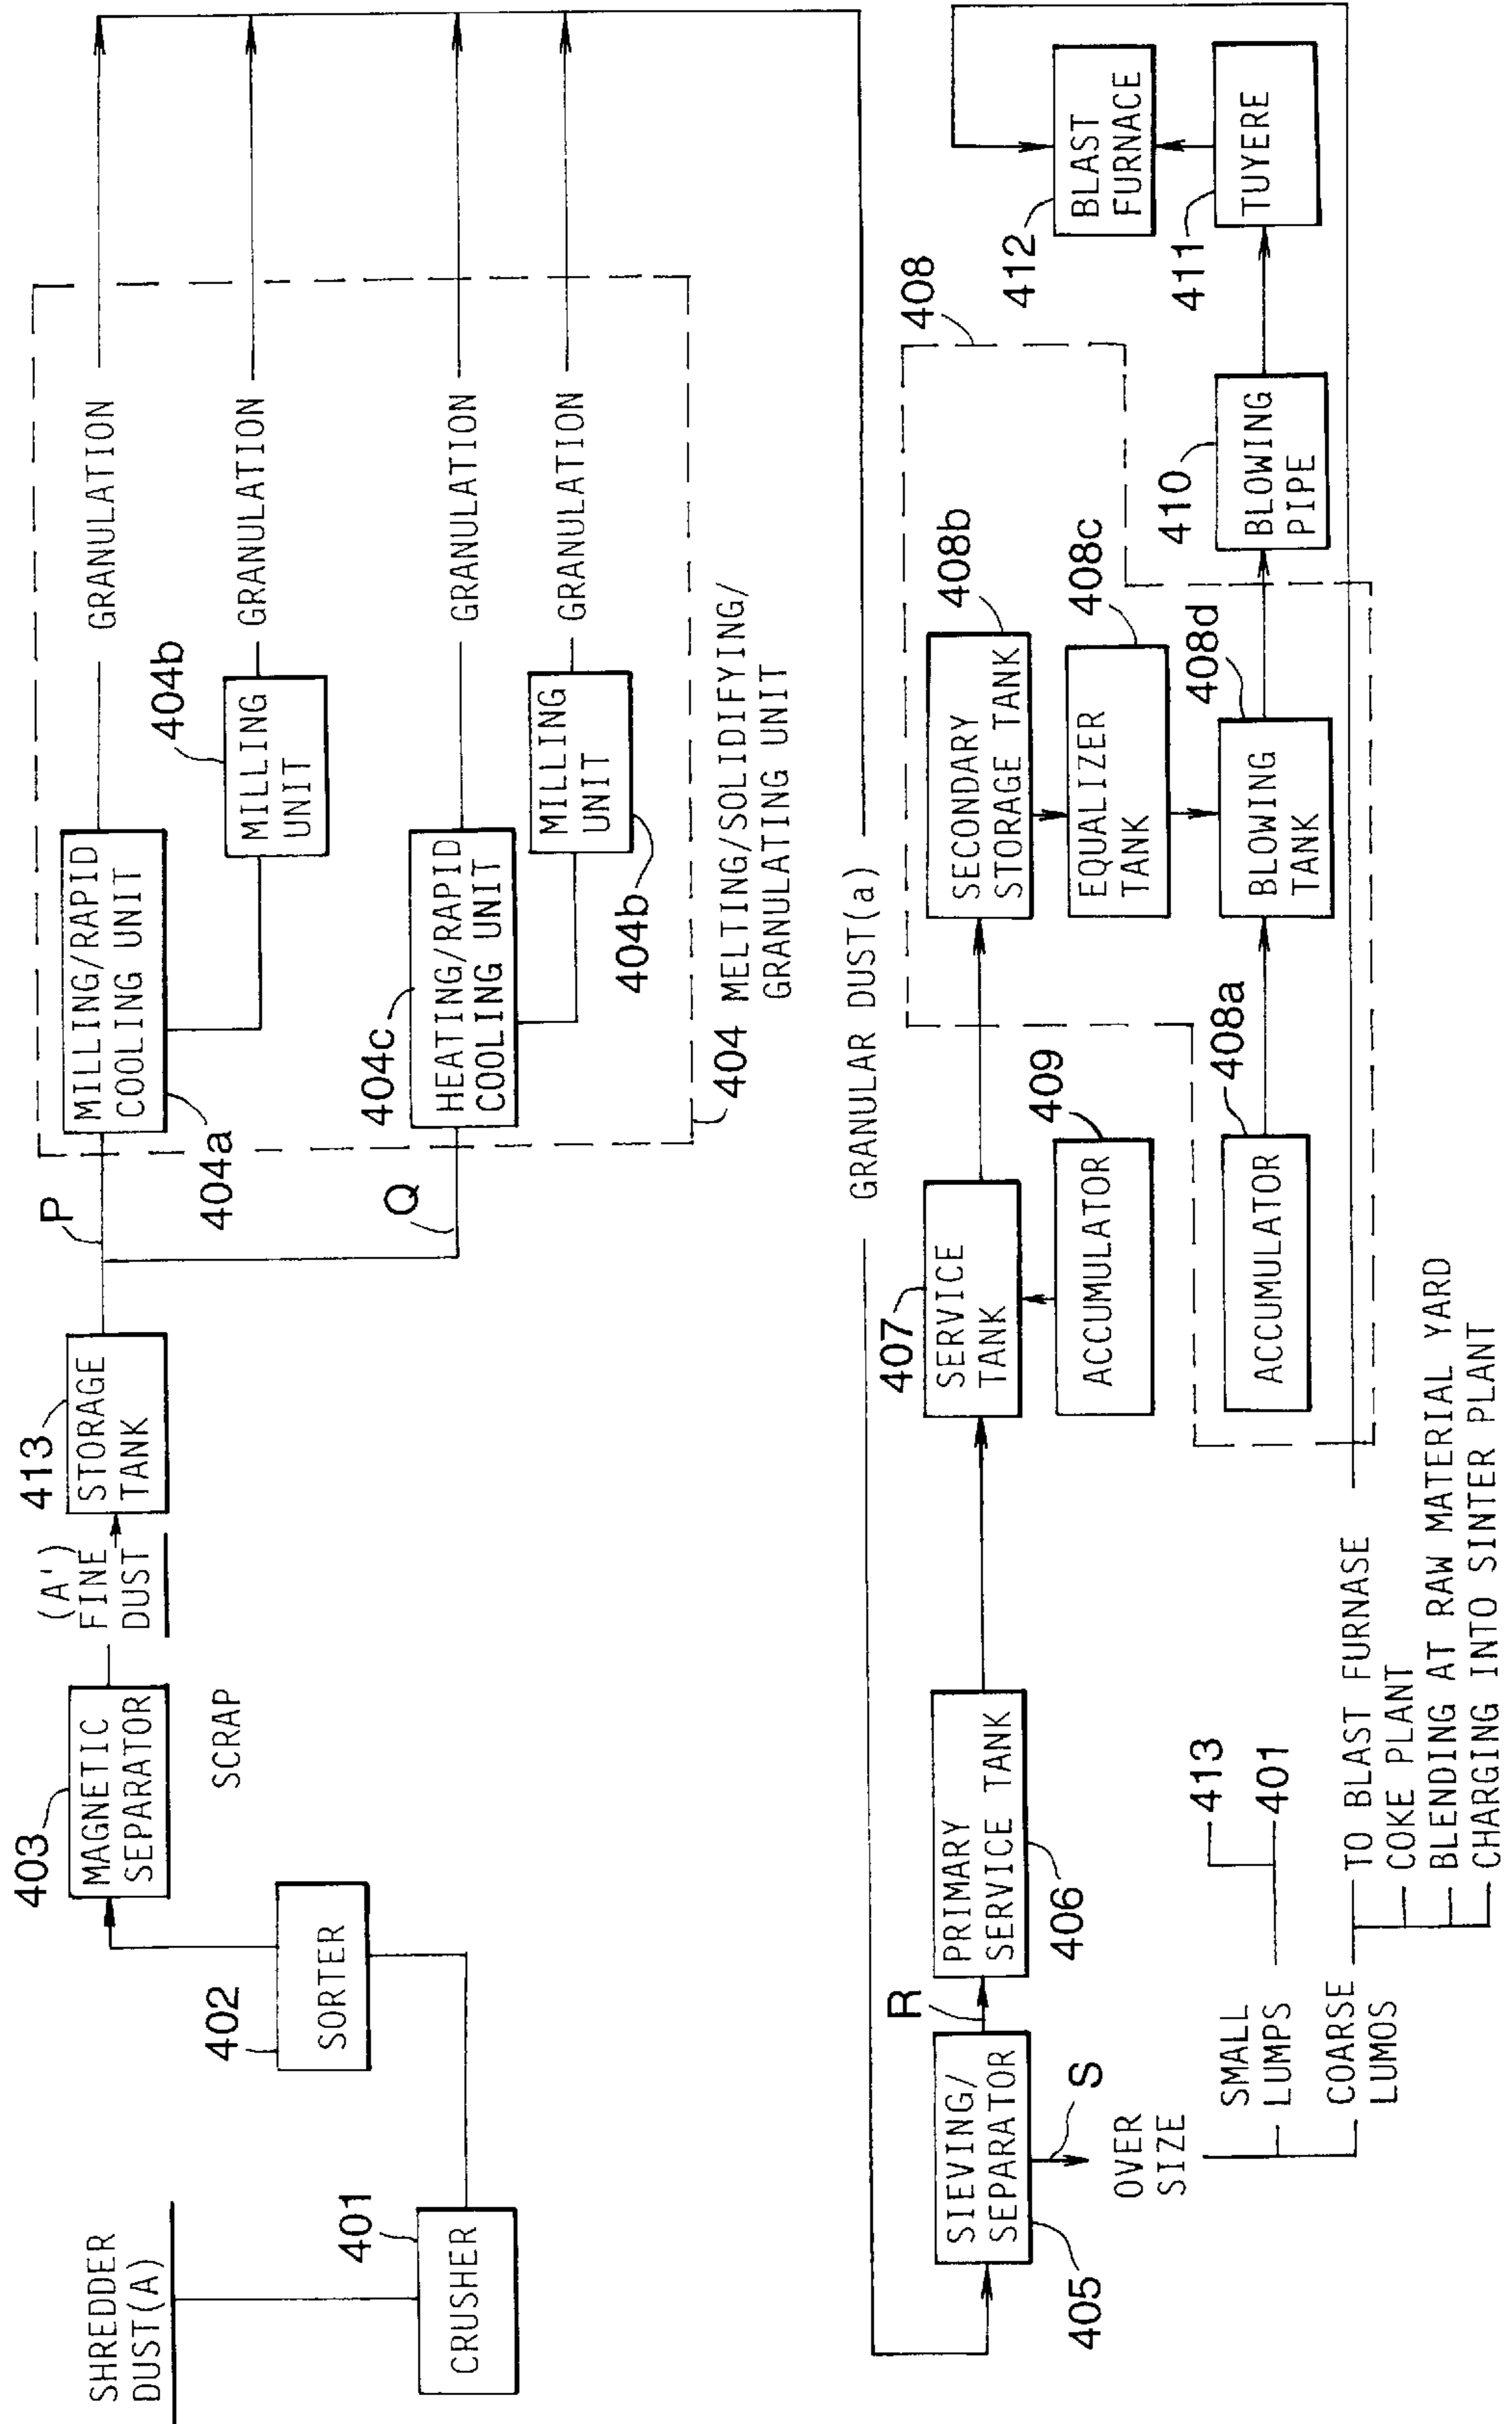 SHREDDER
DUST(A)
401
CRUSHER
402
SORTER
403
MAGNETIC
SEPARATOR
SCRAP
(A')
FINE
DUST
413
STORAGE
TANK
P
Q
404a
MILLING/RAPID
COOLING UNIT
404b
MILLING
UNIT
404c
HEATING/RAPID
COOLING UNIT
404b
MILLING
UNIT
GRANULATION
GRANULATION
GRANULATION
GRANULATION
404 MELTING/SOLIDIFYING/
GRANULATING UNIT
GRANULAR DUST(a)
405
SIEVING/
SEPARATOR
R
S
OVER
SIZE
SMALL
LUMPS
413
401
COARSE
LUMOS
TO BLAST FURNASE
COKE PLANT
BLENDING AT RAW MATERIAL YARD
CHARGING INTO SINTER PLANT
406
PRIMARY
SERVICE TANK
407
SERVICE
TANK
409
ACCUMULATOR
408
408a
ACCUMULATOR
408b
SECONDARY
STORAGE TANK
408c
EQUALIZER
TANK
408d
BLOWING
TANK
410
BLOWING
PIPE
411
TUYERE
412
BLAST
FURNACE